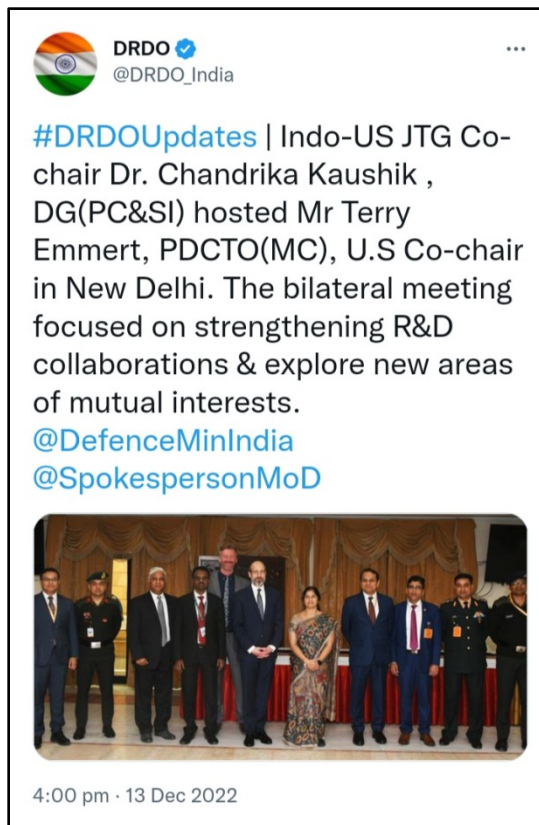 DRDO
@DRDO_India
#DRDOUpdates | Indo-US JTG Co-
chair Dr. Chandrika Kaushik ,
DG(PC&SI) hosted Mr Terry
Emmert, PDCTO(MC), U.S Co-chair
in New Delhi. The bilateral meeting
focused on strengthening R&D
collaborations & explore new areas
of mutual interests.
@DefenceMinIndia
@SpokespersonMoD
4:00 pm · 13 Dec 2022